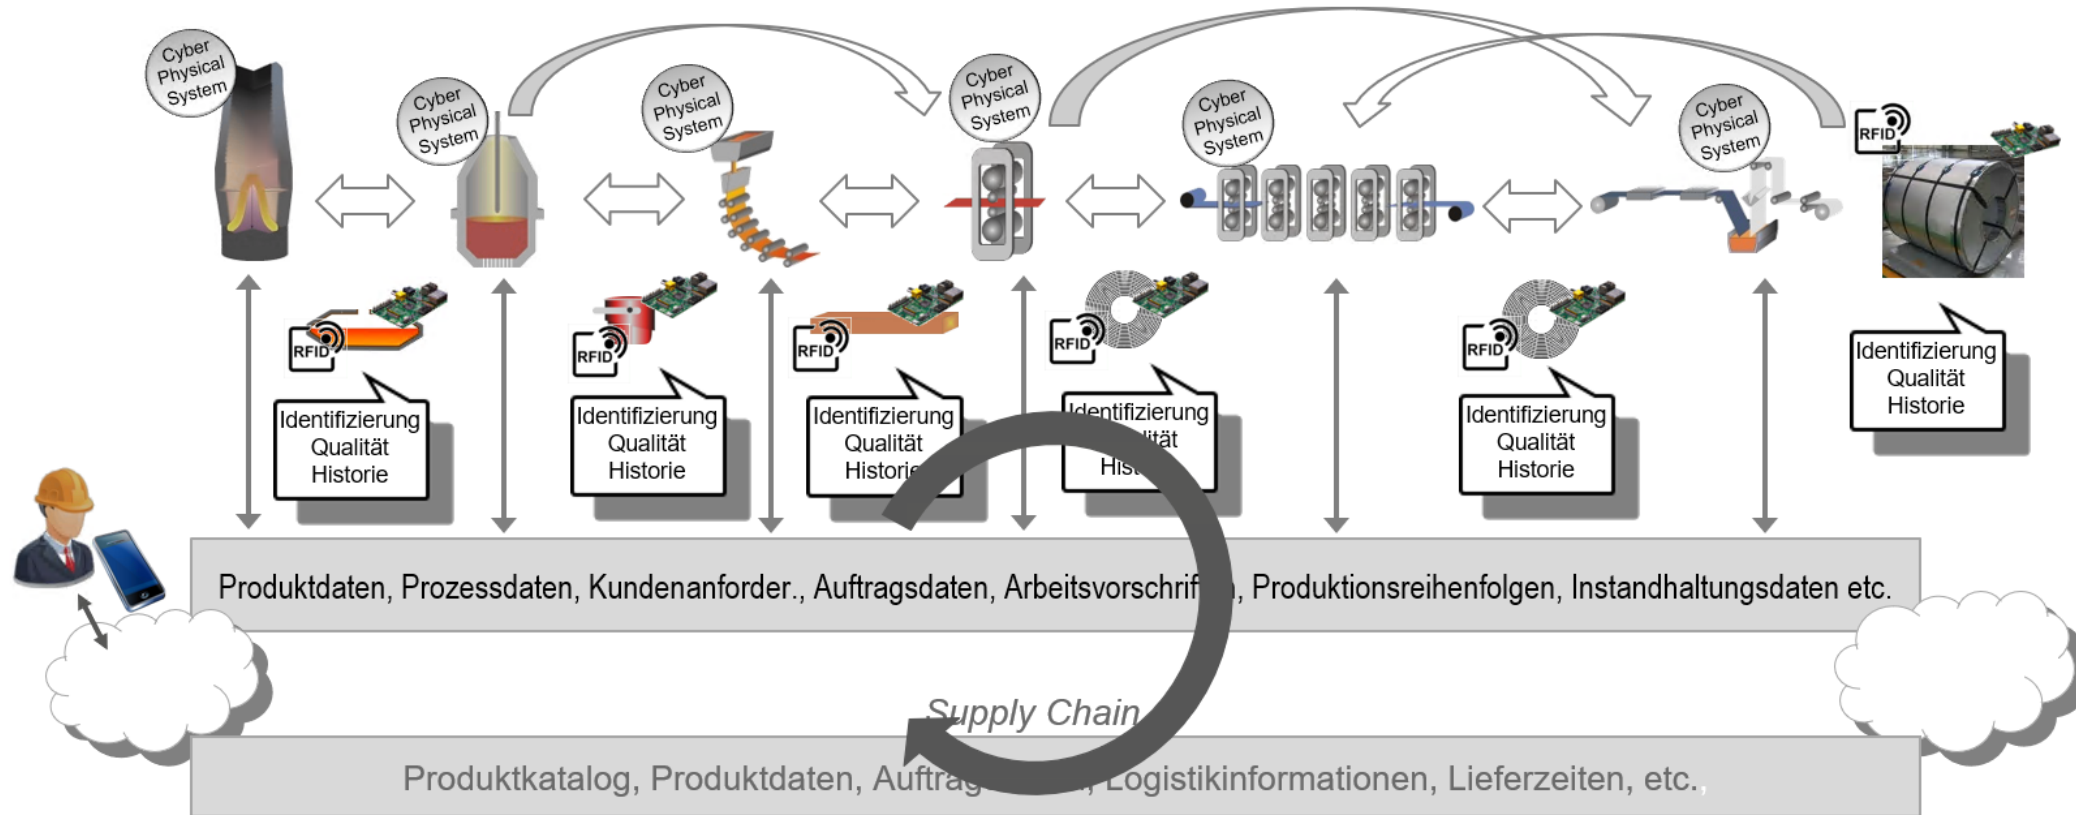 Cyber
Physical
System
Cyber
Physical
System
Cyber
Physical
System
Cyber
Physical
System
Cyber
Physical
System
Cyber
Physical
System
RFID
RFID
RFID
RFID
RFID
RFID
Identifizierung
Qualität
Historie
Identifizierung
Qualität
Historie
Identifizierung
Qualität
Historie
Identifizierung
Identifizierung
Qualität
Historie
Identifizierung
Qualität
Historie
Produktdaten, Prozessdaten, Kundenanforder., Auftragsdaten, Arbeitsvorschriften, Produktionsreihenfolgen, Instandhaltungsdaten etc.
Supply Chain
Produktkatalog, Produktdaten, Logistikinformationen, Lieferzeiten, etc.,